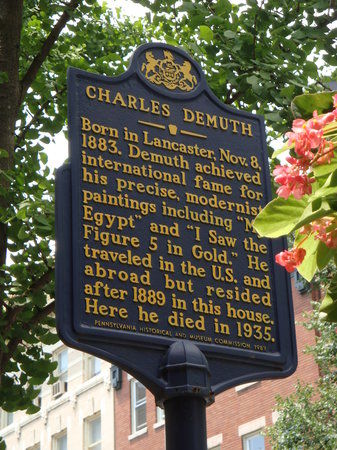 CHARLES DEMUTH
Born in Lancaster, Nov. 8,
1883. Demuth achieved
international fame for
his precise, modernist
paintings including "My
Egypt" and "I Saw the
Figure 5 in Gold." He
traveled in the U.S. and
abroad but resided
after 1889 in this house.
Here he died in 1935.
PENNSYLVANIA HISTORICAL AND MUSEUM COMMISSION, 1987